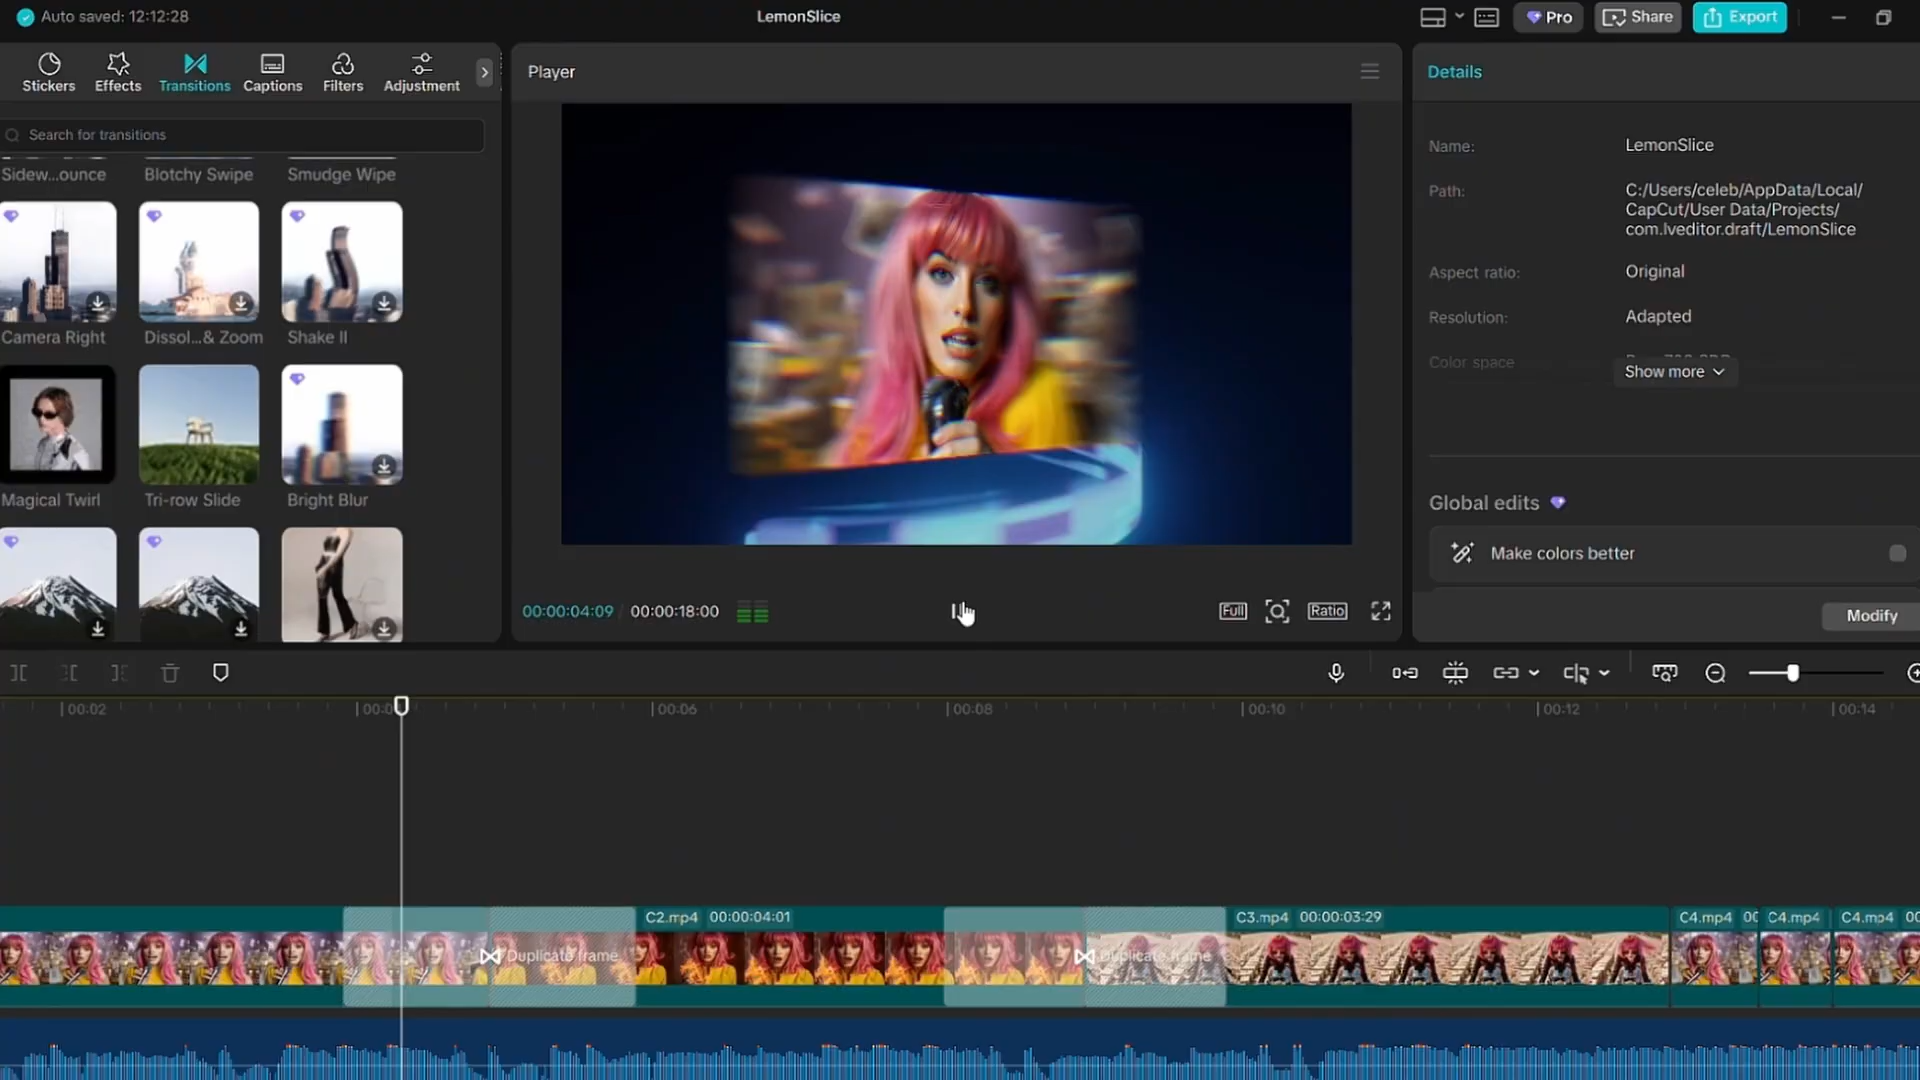 Auto saved: 12:12:28
LemonSlice
Pro
Share
Export
Stickers
Effects
Transitions
Captions
Filters
Adjustment
Search for transitions
Sidew...ounce
Blotchy Swipe
Smudge Wipe
Camera Right
Dissol...& Zoom
Shake II
Magical Twirl
Tri-row Slide
Bright Blur
Player
00:00:04:09 / 00:00:18:00
Full
Ratio
Details
Name:
LemonSlice
Path:
C:/Users/celeb/AppData/Local/
CapCut/User Data/Projects/
com.lveditor.draft/LemonSlice
Aspect ratio:
Original
Resolution:
Adapted
Color space
Show more
Global edits
Make colors better
Modify
00:02
00:06
00:08
00:10
00:12
00:14
C2.mp4 00:00:04:01
C3.mp4 00:00:03:29
C4.mp4
C4.mp4
C4.mp4
Duplicate frame
Duplicate frame